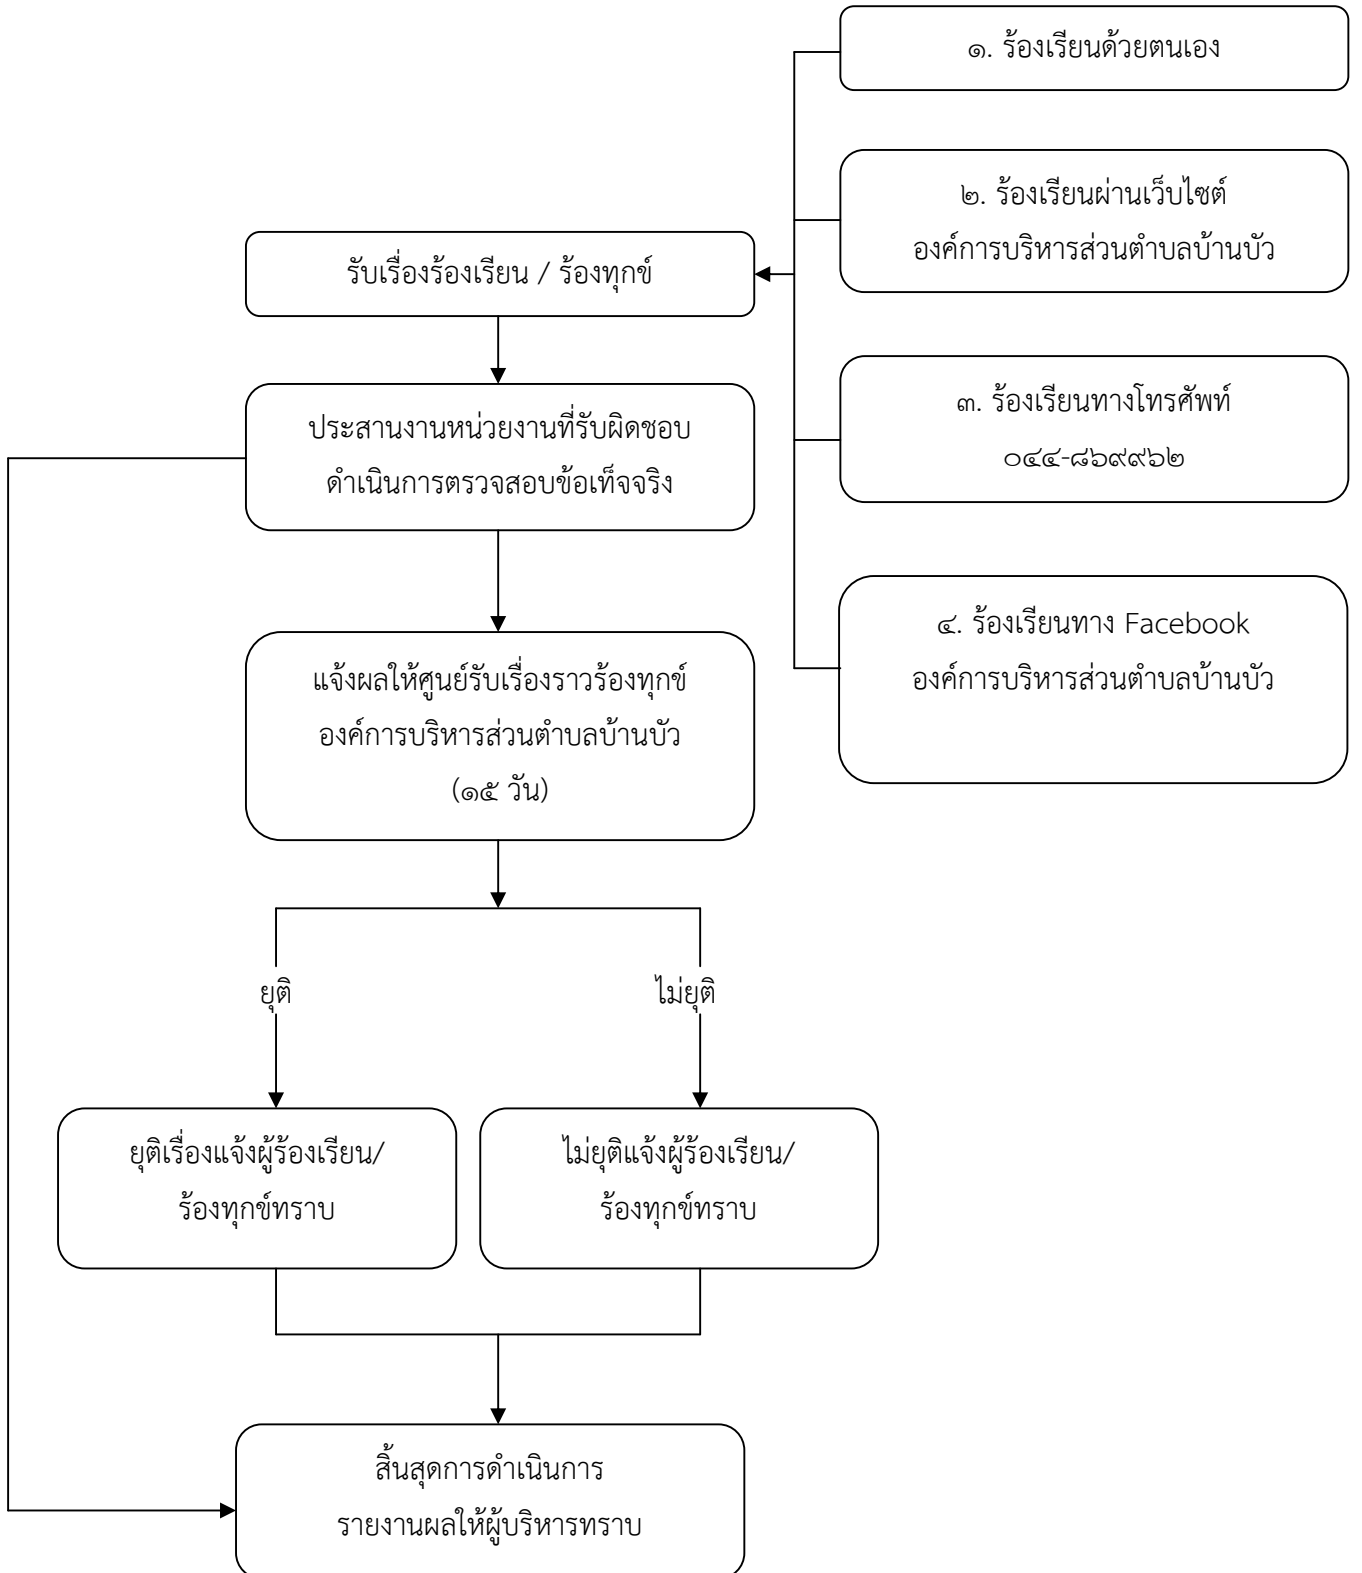 ๑. ร้องเรียนด้วยตนเอง
๒. ร้องเรียนผ่านเว็บไซต์
องค์การบริหารส่วนตำบลบ้านบัว
รับเรื่องร้องเรียน / ร้องทุกข์
๓. ร้องเรียนทางโทรศัพท์
๐๔๔-๘๖๙๙๖๒
ประสานงานหน่วยงานที่รับผิดชอบ
ดำเนินการตรวจสอบข้อเท็จจริง
๔. ร้องเรียนทาง Facebook
องค์การบริหารส่วนตำบลบ้านบัว
แจ้งผลให้ศูนย์รับเรื่องราวร้องทุกข์
องค์การบริหารส่วนตำบลบ้านบัว
(๑๕ วัน)
ยุติ
ไม่ยุติ
ยุติเรื่องแจ้งผู้ร้องเรียน/
ร้องทุกข์ทราบ
ไม่ยุติแจ้งผู้ร้องเรียน/
ร้องทุกข์ทราบ
สิ้นสุดการดำเนินการ
รายงานผลให้ผู้บริหารทราบ